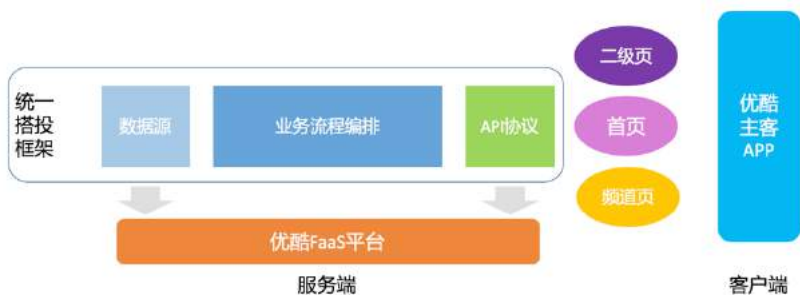 统一
搭投
框架
数据源
业务流程编排
API协议
二级页
首页
频道页
优酷
主客
APP
优酷FaaS平台
服务端
客户端